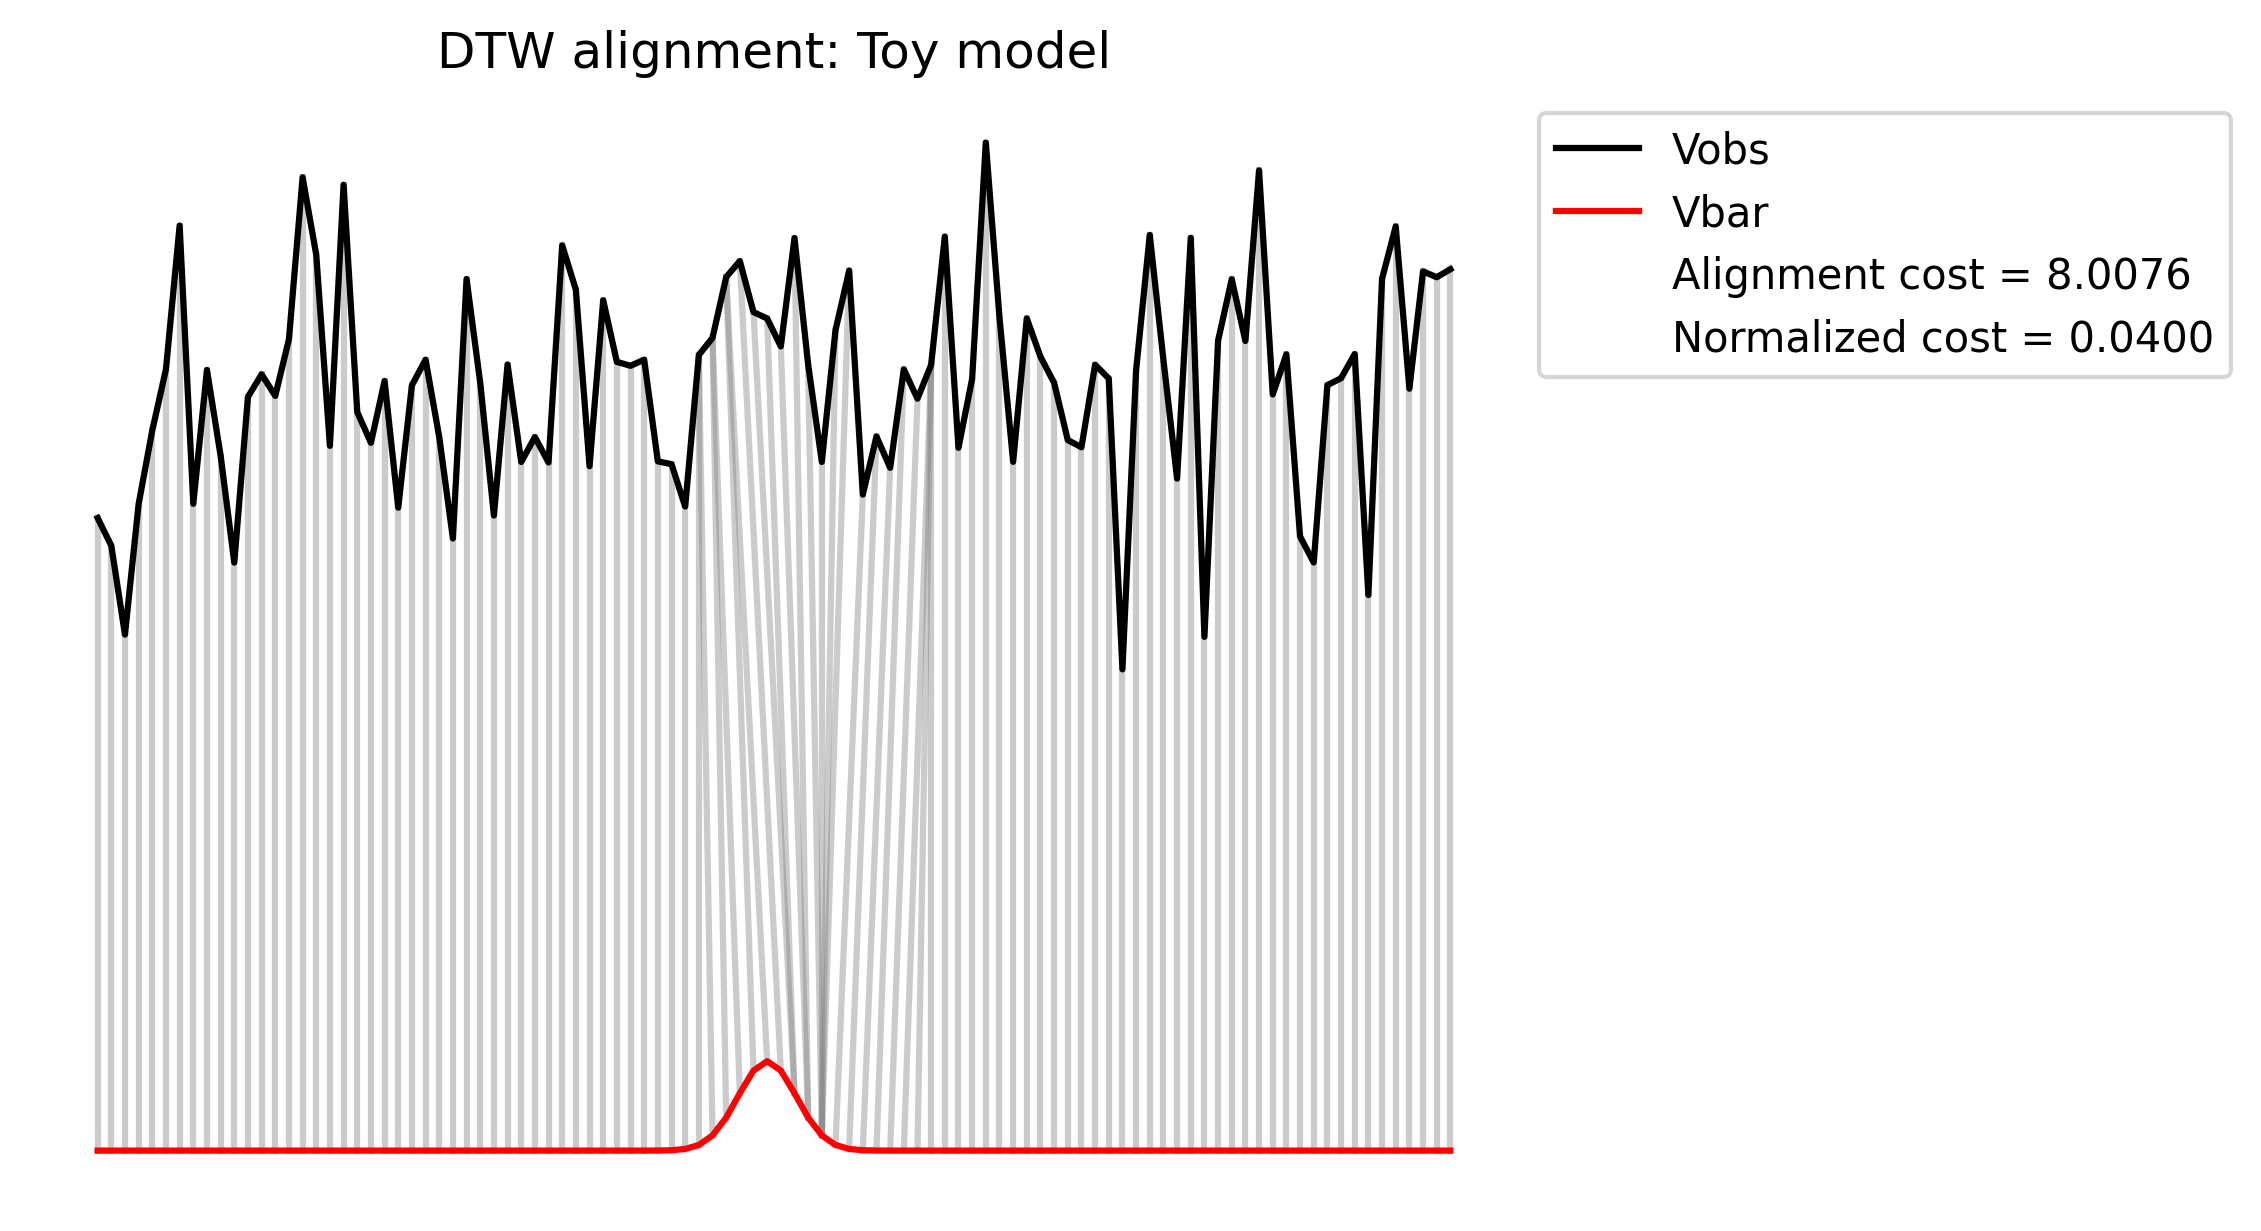 DTW alignment: Toy model
Vobs
Vbar
Alignment cost = 8.0076
Normalized cost = 0.0400